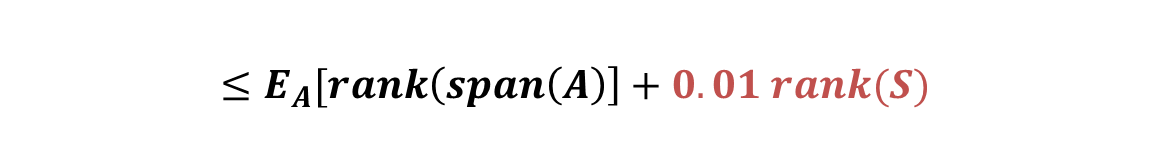 ≤ E_A[rank(span(A)] + 0.01 rank(S)